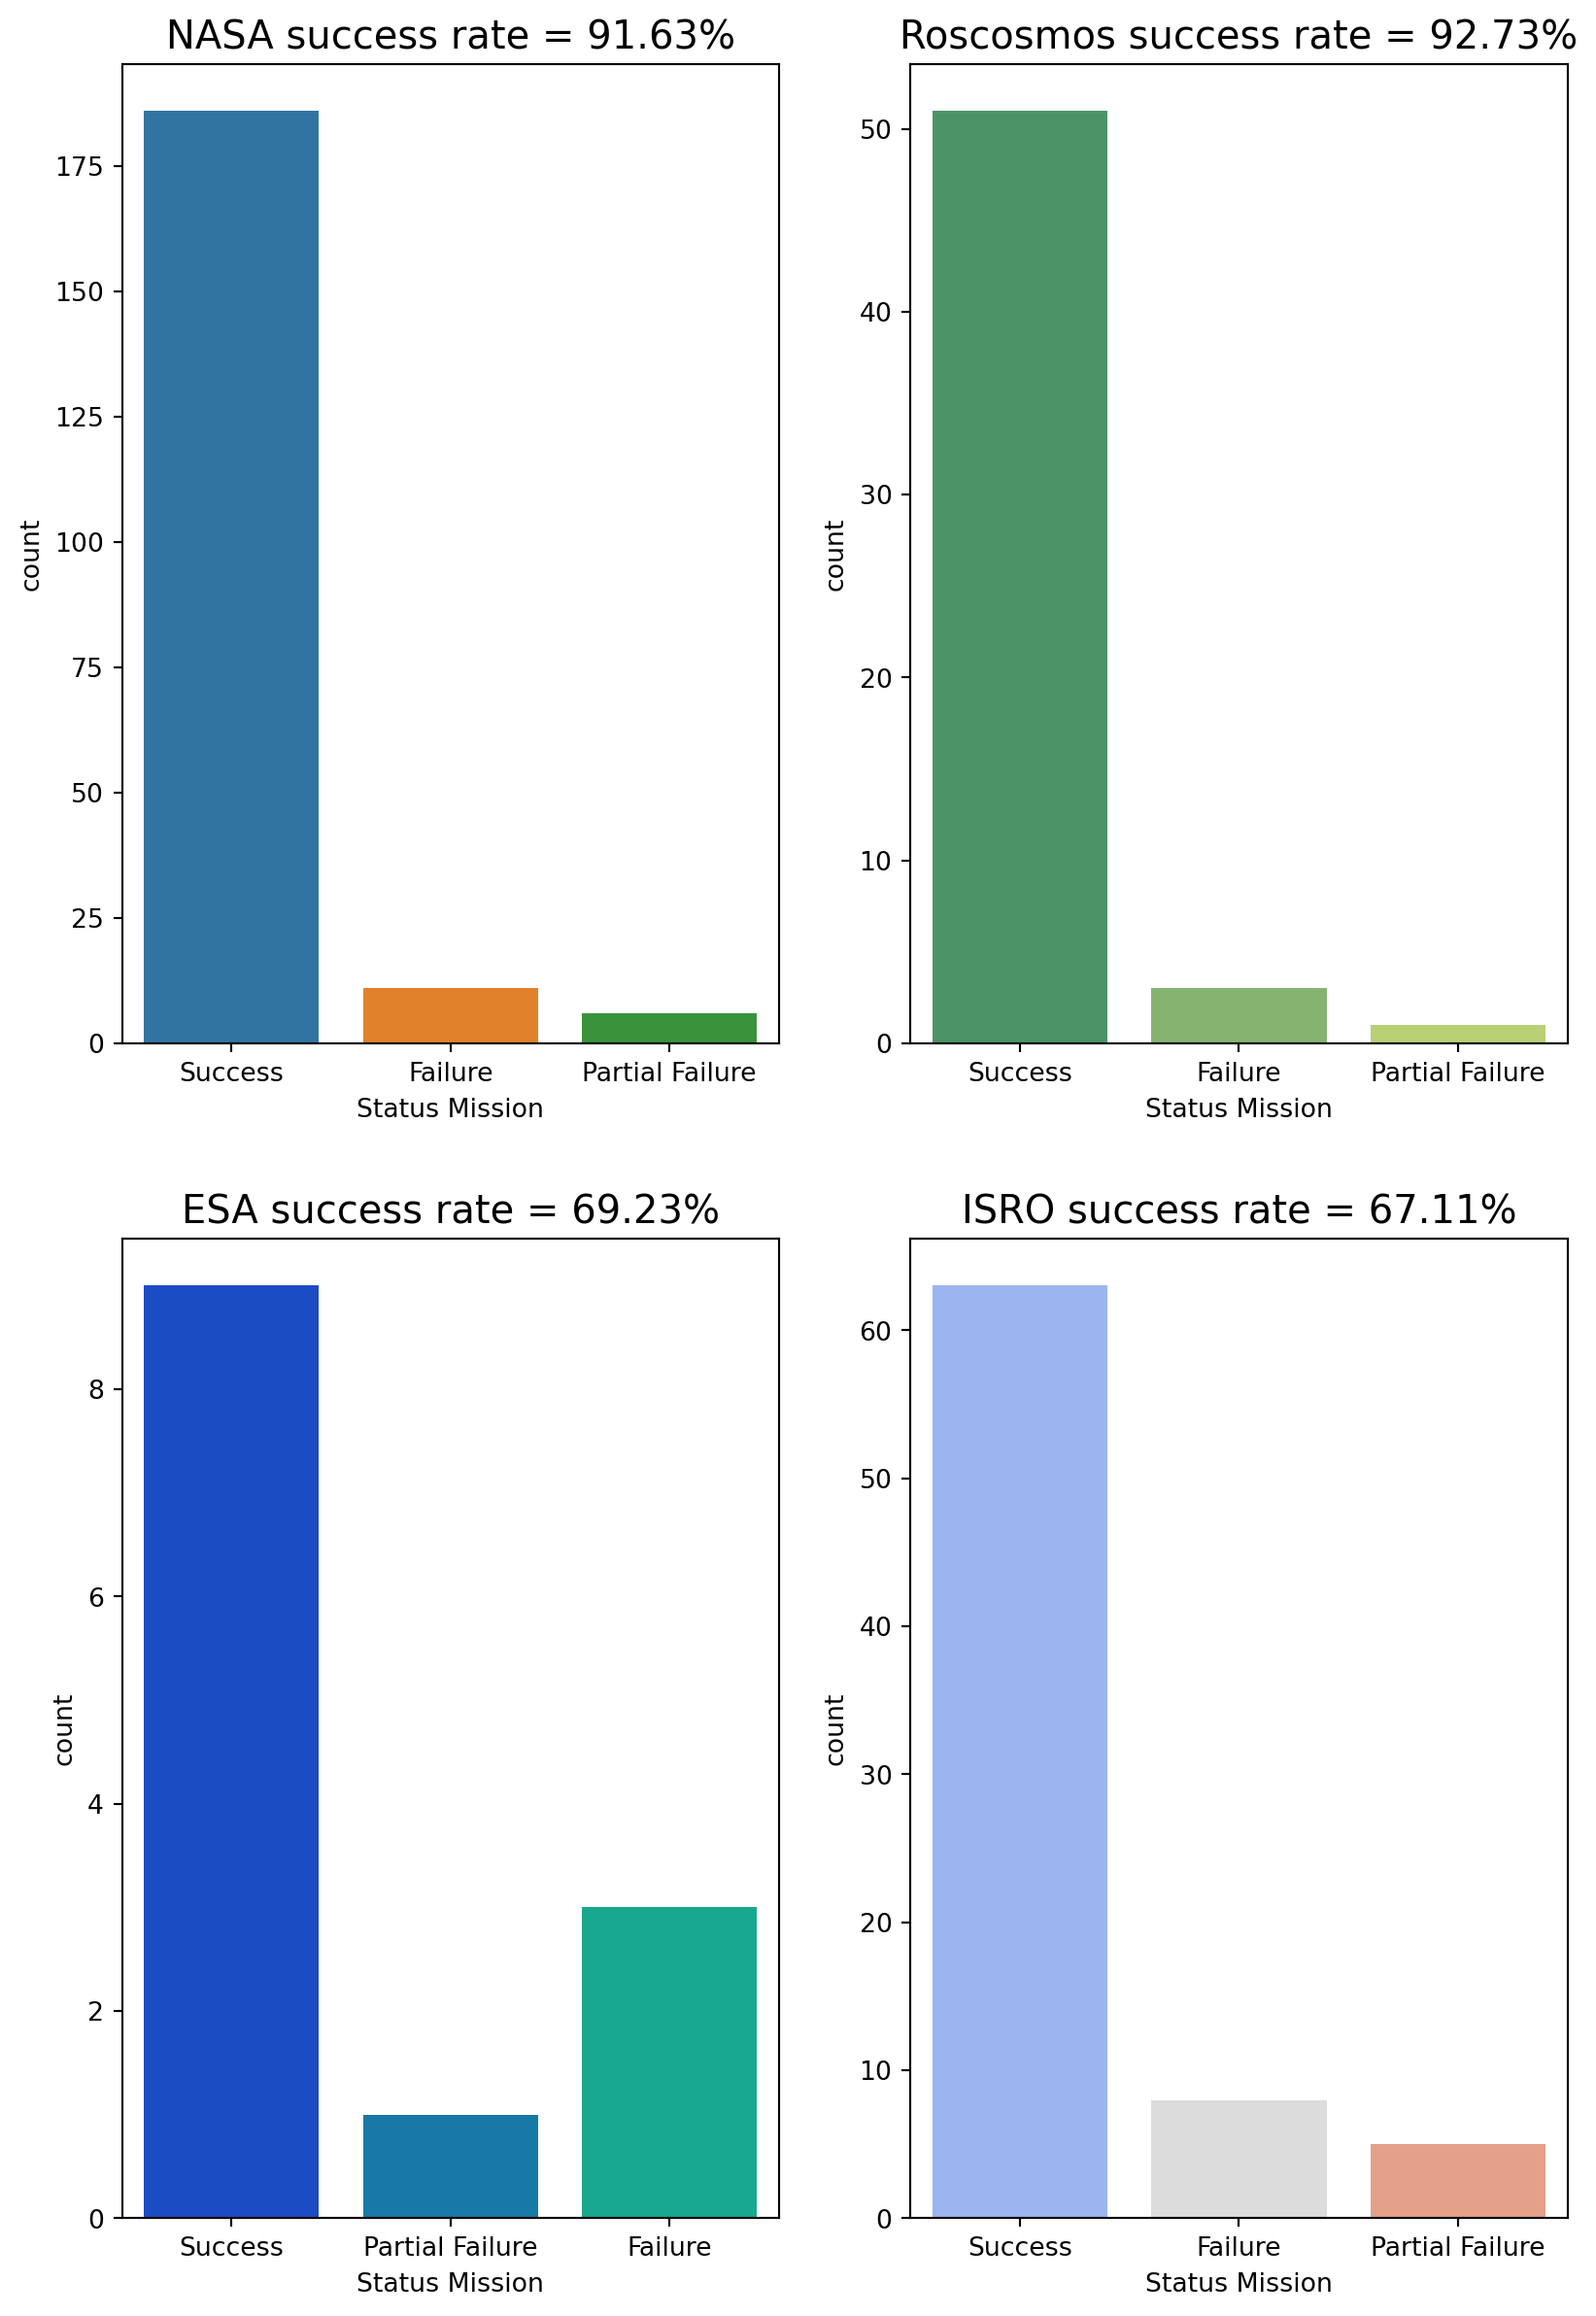 NASA success rate = 91.63%
175
150
125
100
75
50
25
0
count
Success Failure Partial Failure
Status Mission
Roscosmos success rate = 92.73%
50
40
30
20
10
0
count
Success Failure Partial Failure
Status Mission
ESA success rate = 69.23%
8
6
4
2
0
count
Success Partial Failure Failure
Status Mission
ISRO success rate = 67.11%
60
50
40
30
20
10
0
count
Success Failure Partial Failure
Status Mission